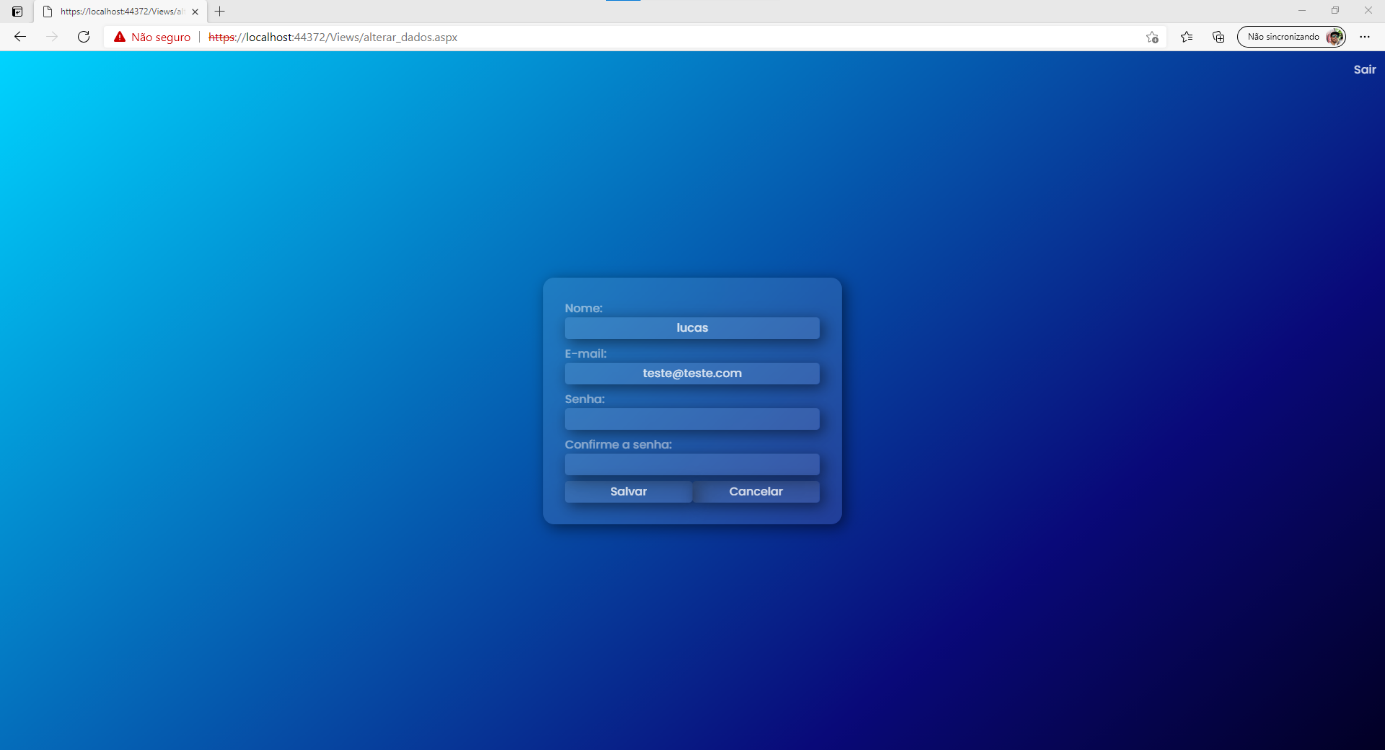 https://localhost:44372/Views/alt
Não seguro
https://localhost:44372/Views/alterar_dados.aspx
Não sincronizando
Sair
Nome:
lucas
E-mail:
teste@teste.com
Senha:
Confirme a senha:
Salvar Cancelar